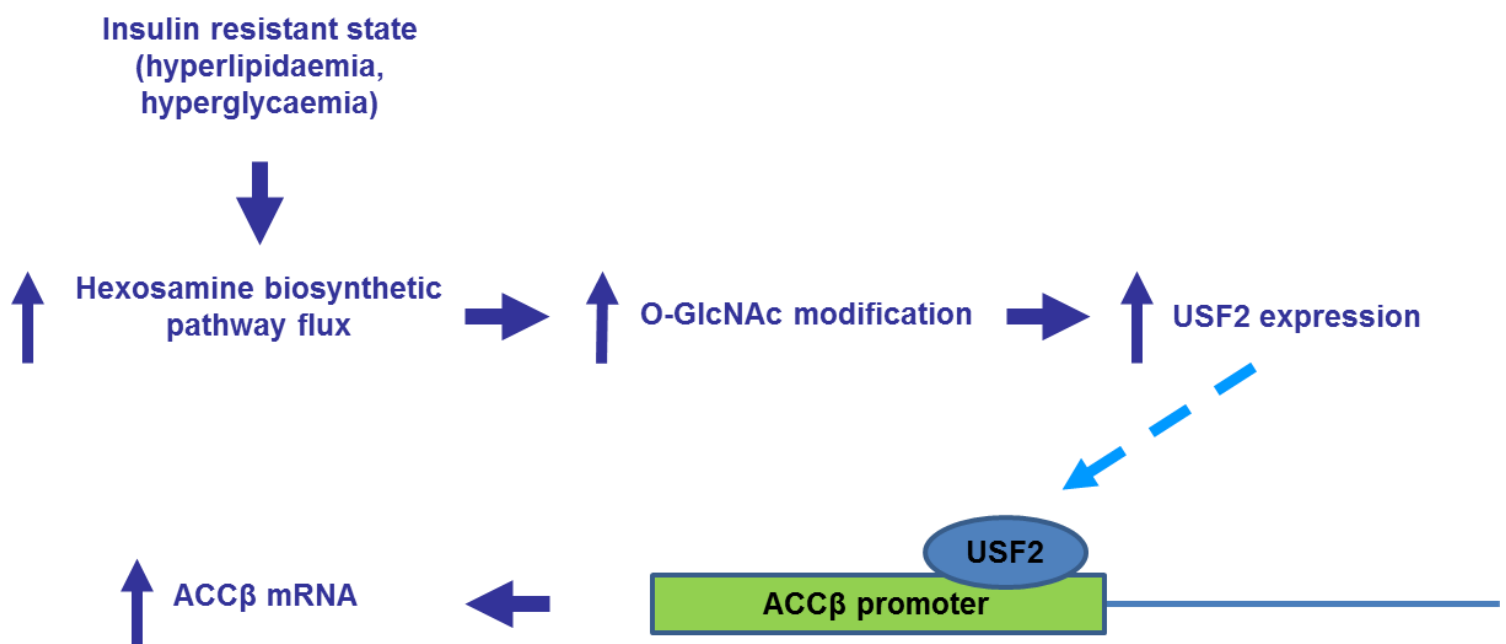 Insulin resistant state
(hyperlipidaemia,
hyperglycaemia)
Hexosamine biosynthetic
pathway flux
O-GlcNAc modification
USF2 expression
USF2
ACCβ promoter
ACCβ mRNA